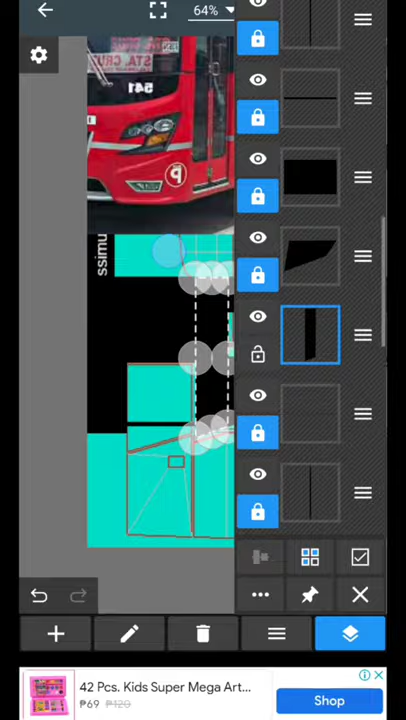 64%
STA. CRUZ
541
ssimu
42 Pcs. Kids Super Mega Art...
₱69 ₱120
Shop